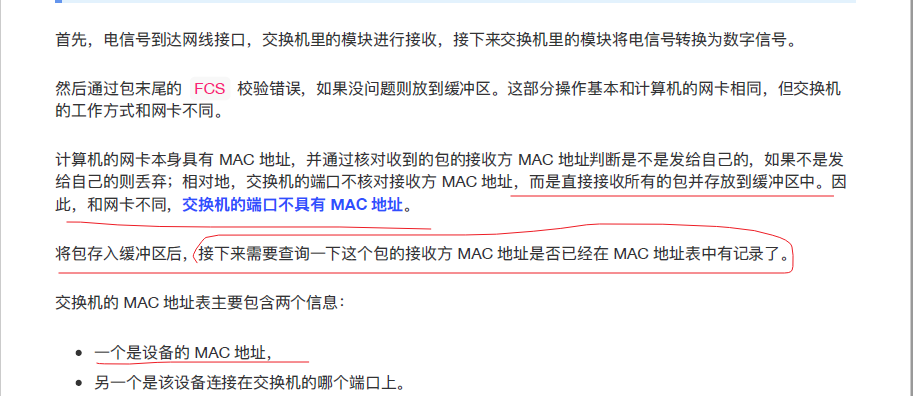 首先，电信号到达网线接口，交换机里的模块进行接收，接下来交换机里的模块将电信号转换为数字信号。
然后通过包末尾的 FCS 校验错误，如果没问题则放到缓冲区。这部分操作基本和计算机的网卡相同，但交换机
的工作方式和网卡不同。
计算机的网卡本身具有 MAC 地址，并通过核对收到的包的接收方 MAC 地址判断是不是发给自己的，如果不是发
给自己的则丢弃；相对地，交换机的端口不核对接收方 MAC 地址，而是直接接收所有的包并存放到缓冲区中。因
此，和网卡不同，交换机的端口不具有 MAC 地址。
将包存入缓冲区后，接下来需要查询一下这个包的接收方 MAC 地址是否已经在 MAC 地址表中有记录了。
交换机的 MAC 地址表主要包含两个信息：
• 一个是设备的 MAC 地址，
• 另一个是该设备连接在交换机的哪个端口上。